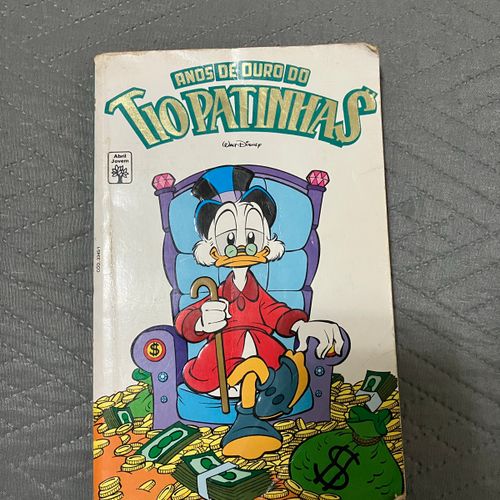 ANOS DE OURO DO
TIO PATINHAS
WALT DISNEY
Abril
Jovem
$
$